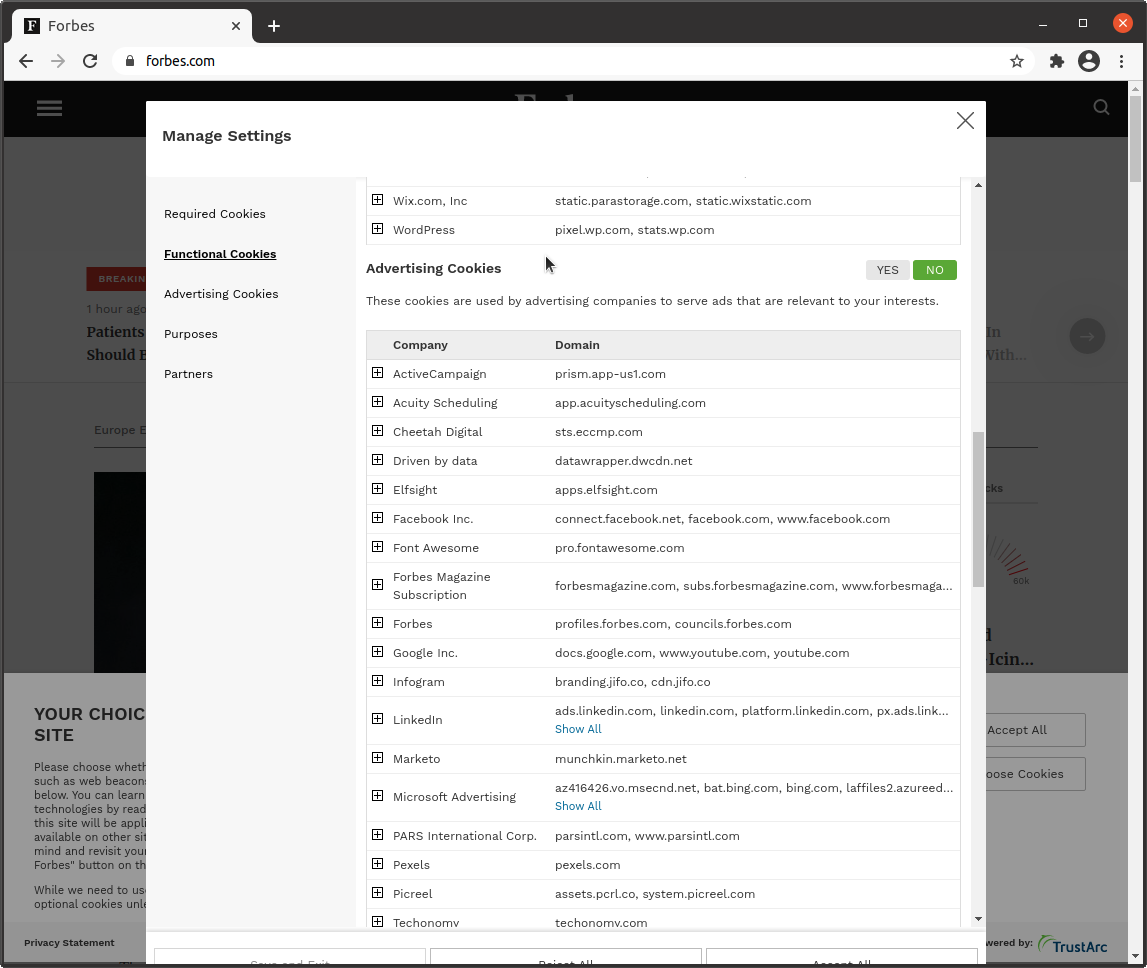 Forbes
forbes.com
Manage Settings
Required Cookies
Functional Cookies
Advertising Cookies
Purposes
Partners
Wix.com, Inc static.parastorage.com, static.wixstatic.com
WordPress pixel.wp.com, stats.wp.com
Advertising Cookies YES NO
These cookies are used by advertising companies to serve ads that are relevant to your interests.
Company Domain
ActiveCampaign prism.app-us1.com
Acuity Scheduling app.acuityscheduling.com
Cheetah Digital sts.eccmp.com
Driven by data datawrapper.dwcdn.net
Elfsight apps.elfsight.com
Facebook Inc. connect.facebook.net, facebook.com, www.facebook.com
Font Awesome pro.fontawesome.com
Forbes Magazine
Subscription forbesmagazine.com, subs.forbesmagazine.com, www.forbesmaga...
Forbes profiles.forbes.com, councils.forbes.com
Google Inc. docs.google.com, www.youtube.com, youtube.com
Infogram branding.jifo.co, cdn.jifo.co
LinkedIn ads.linkedin.com, linkedin.com, platform.linkedin.com, px.ads.link...
Show All
Marketo munchkin.marketo.net
Microsoft Advertising az416426.vo.msecnd.net, bat.bing.com, bing.com, laffiles2.azureed...
Show All
PARS International Corp. parsintl.com, www.parsintl.com
Pexels pexels.com
Picreel assets.pcrl.co, system.picreel.com
Techonomy techonomy.com
Save and Exit Reject All Accept All
BREAKIN
1 hour ago
Patients
Should B
In
With...
Europe E
cks
60k
d
Icin...
YOUR CHOIC
SITE
Please choose wheth
such as web beacons
below. You can learn
technologies by read
this site will be appli
available on other sit
mind and revisit your
Forbes" button on th
While we need to us
optional cookies unle
Accept All
oose Cookies
Privacy Statement
wered by: TrustArc